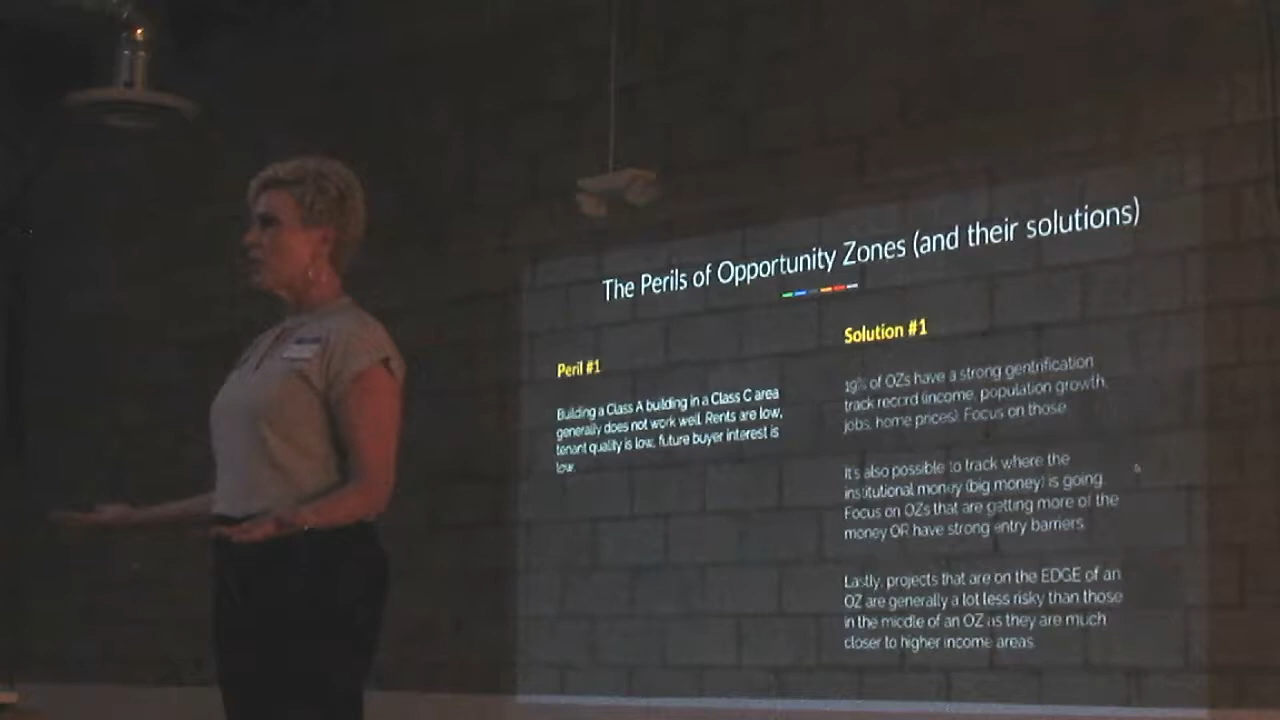 The Perils of Opportunity Zones (and their solutions)
Peril #1
Building a Class A building in a Class C area
generally does not work well. Rents are low,
tenant quality is low, future buyer interest is
low.
Solution #1
19% of OZs have a strong gentrification
track record (income, population growth,
jobs, home prices). Focus on those
It's also possible to track where the
institutional money (big money) is going.
Focus on OZs that are getting more of the
money OR have strong entry barriers
Lastly, projects that are on the EDGE of an
OZ are generally a lot less risky than those
in the middle of an OZ as they are much
closer to higher income areas